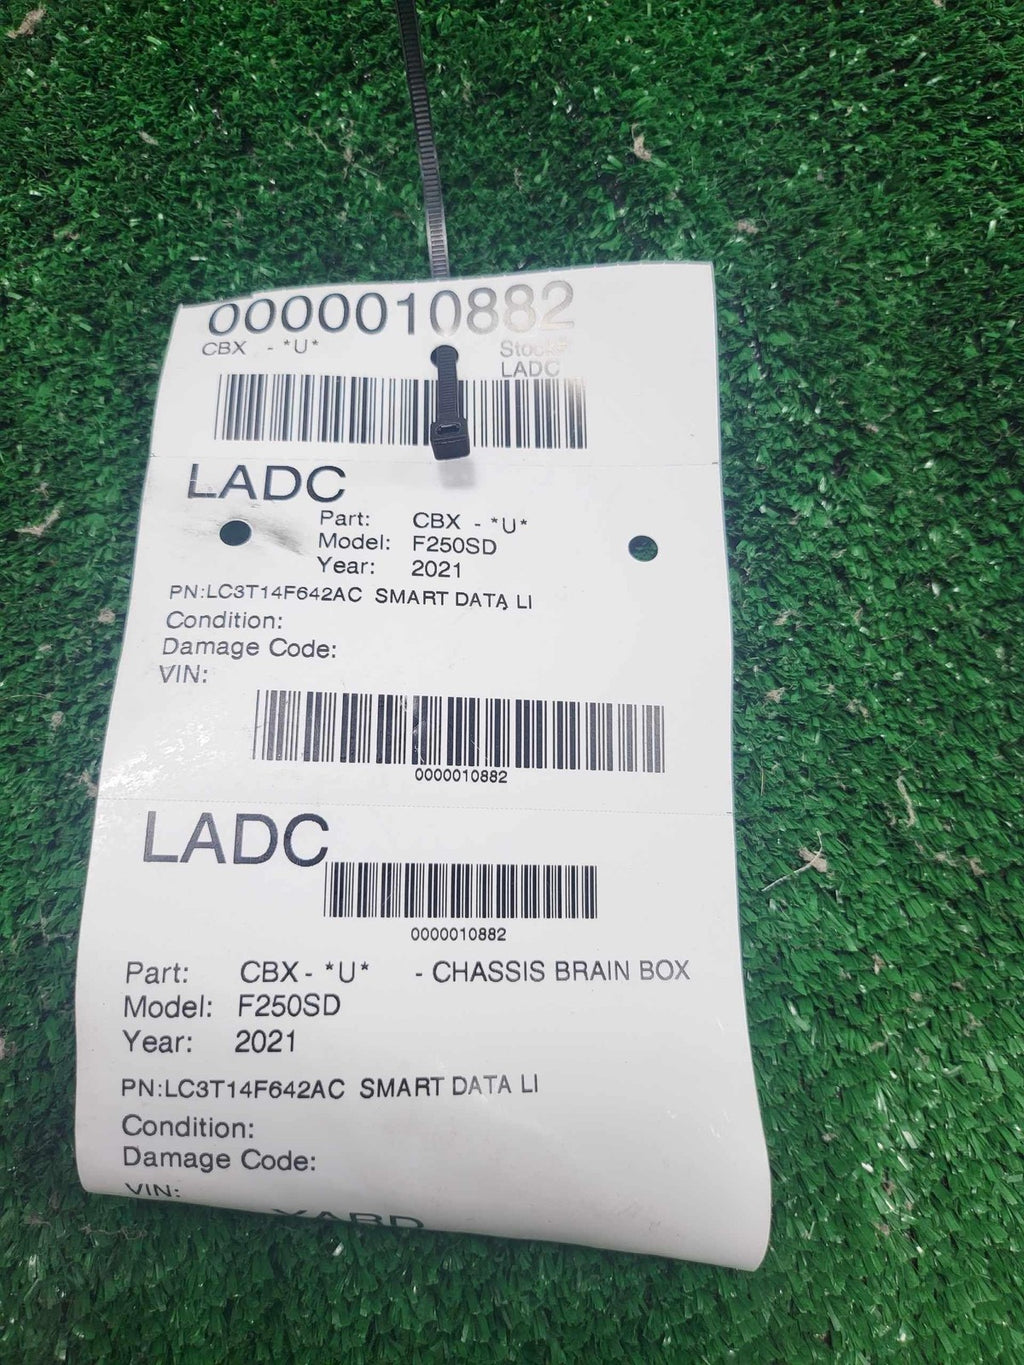 0000010882
CBX - *U*
Stock#
LADC
LADC
Part: CBX - *U*
Model: F250SD
Year: 2021
PN:LC3T14F642AC SMART DATA LI
Condition:
Damage Code:
VIN:
0000010882
LADC
0000010882
Part: CBX - *U* - CHASSIS BRAIN BOX
Model: F250SD
Year: 2021
PN:LC3T14F642AC SMART DATA LI
Condition:
Damage Code:
VIN:
YARD